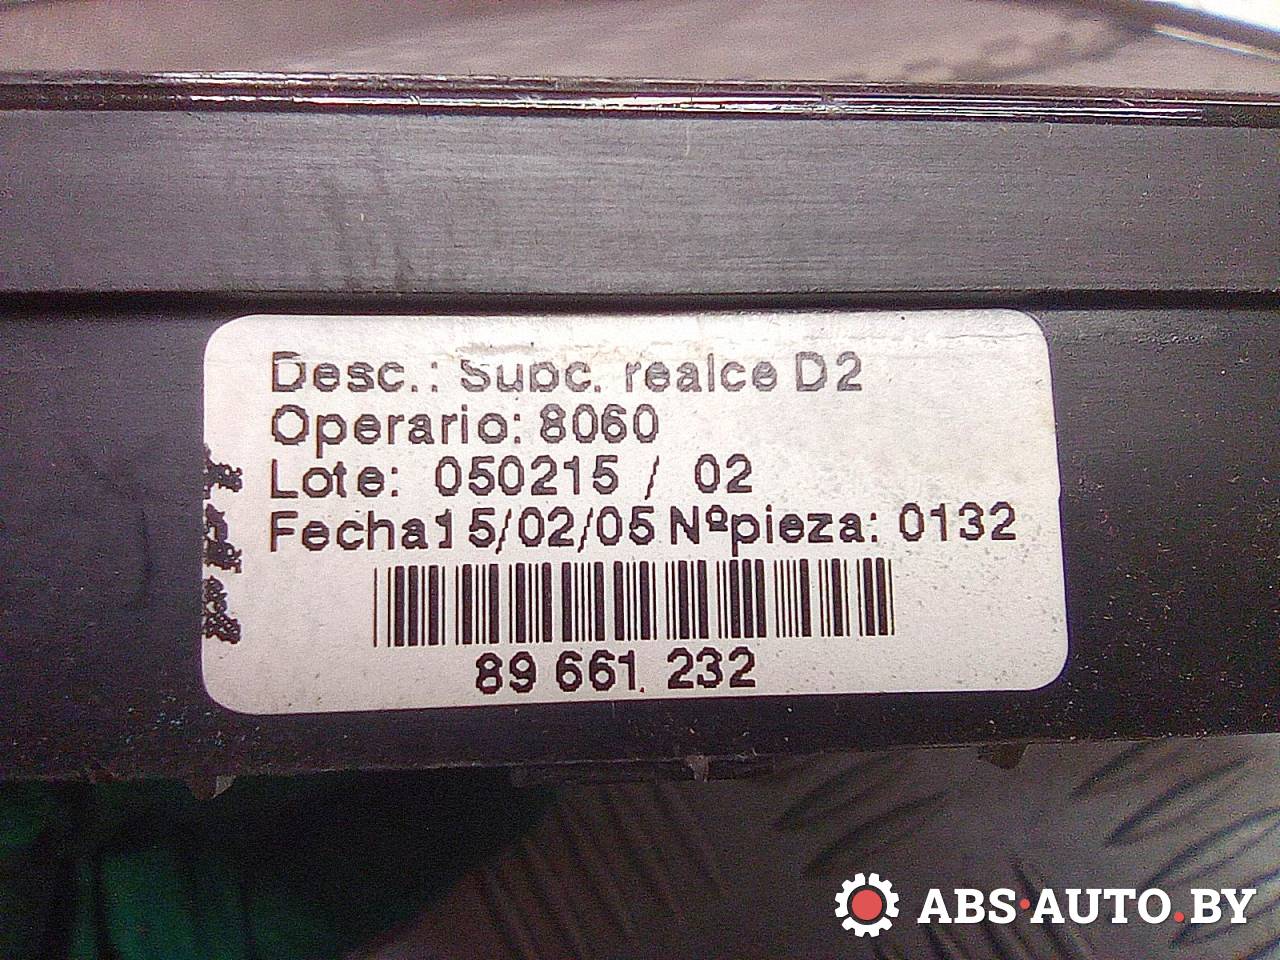 Desc.: Subc. realce D2
Operario: 8060
Lote: 050215 / 02
Fecha15/02/05 Nºpieza: 0132
89 661 232
ABS·AUTO.BY